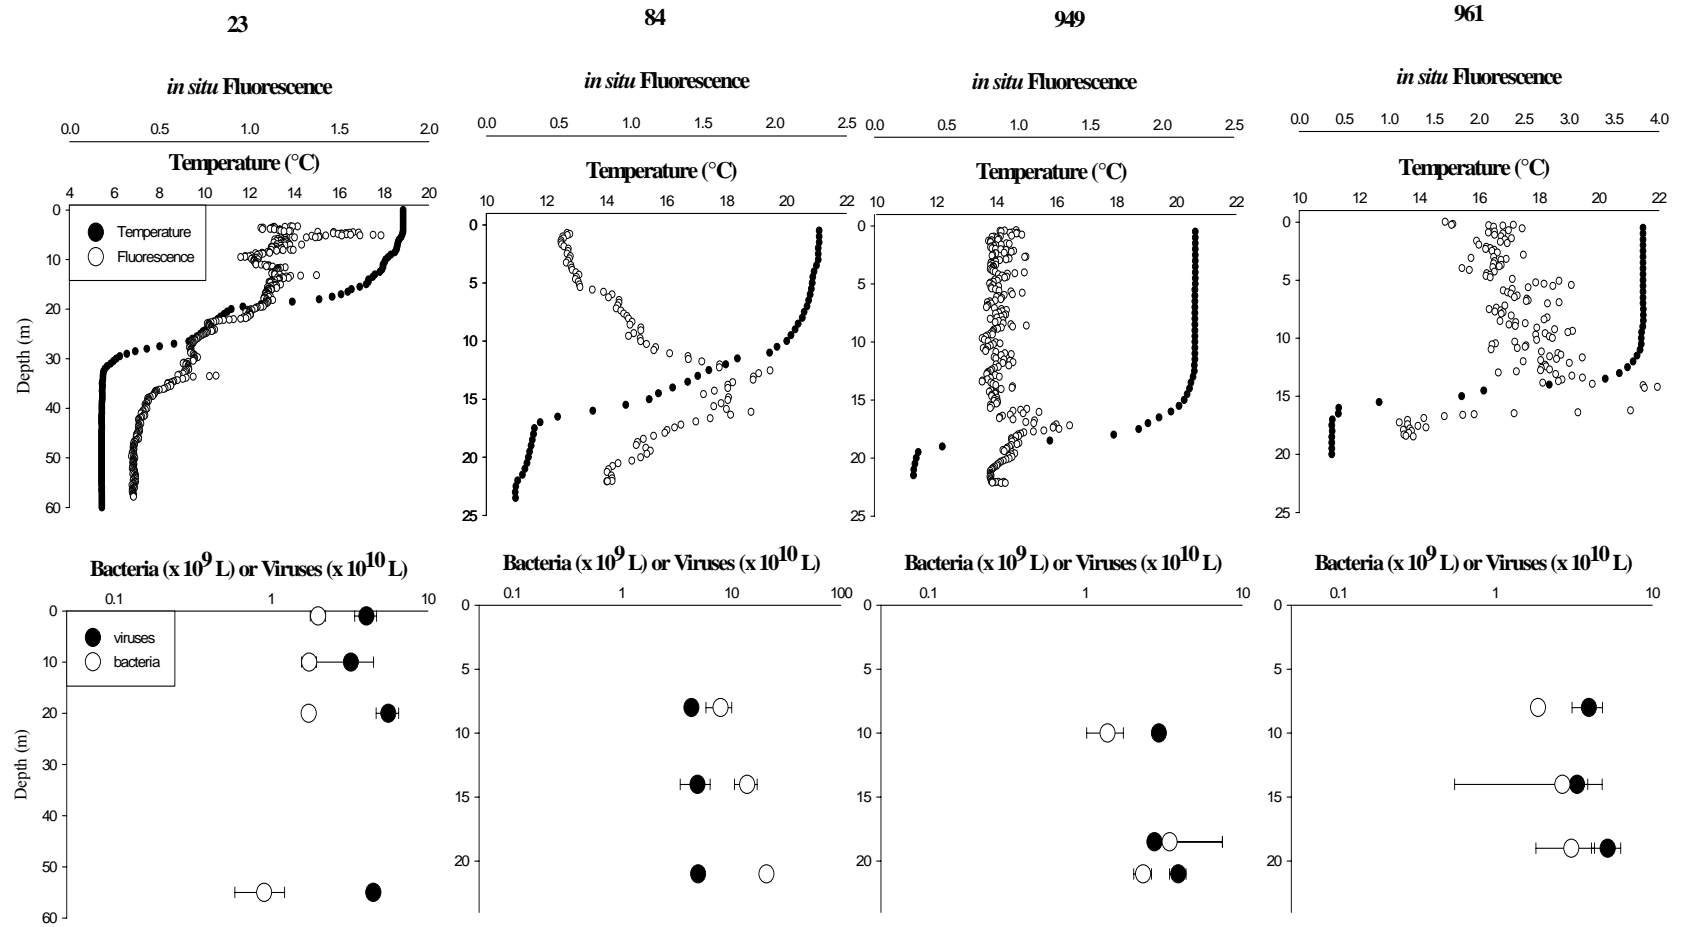 23
84
949
961
in situ Fluorescence
in situ Fluorescence
in situ Fluorescence
in situ Fluorescence
0.0 0.5 1.0 1.5 2.0
0.0 0.5 1.0 1.5 2.0 2.5
0.0 0.5 1.0 1.5 2.0 2.5
0.0 0.5 1.0 1.5 2.0 2.5 3.0 3.5 4.0
Temperature (°C)
Temperature (°C)
Temperature (°C)
Temperature (°C)
4 6 8 10 12 14 16 18 20
10 12 14 16 18 20 22
10 12 14 16 18 20 22
10 12 14 16 18 20 22
Temperature
Fluorescence
Depth (m)
0
10
20
30
40
50
60
0
5
10
15
20
25
0
5
10
15
20
25
0
5
10
15
20
25
Bacteria (x 10^9 L) or Viruses (x 10^10 L)
Bacteria (x 10^9 L) or Viruses (x 10^10 L)
Bacteria (x 10^9 L) or Viruses (x 10^10 L)
Bacteria (x 10^9 L) or Viruses (x 10^10 L)
0.1 1 10
0.1 1 10 100
0.1 1 10
0.1 1 10
viruses
bacteria
Depth (m)
0
10
20
30
40
50
60
0
5
10
15
20
0
5
10
15
20
0
5
10
15
20